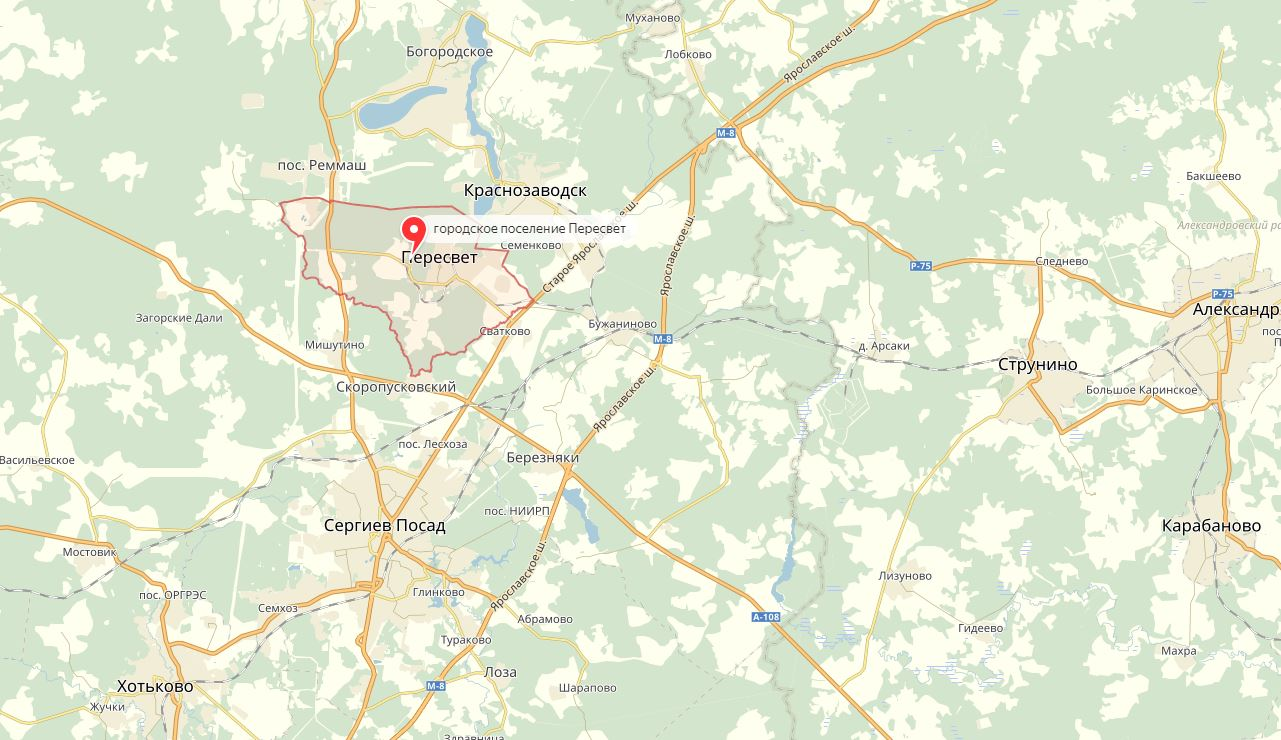 Муханово
Богородское
Лобково
Ярославское ш.
М-8
пос. Реммаш
Краснозаводск
Бакшеево
городское поселение Пересвет
Семенково
Пересвет
Старое Ярославское ш.
Ярославское ш.
Александровский ра
Р-75
Следнево
Р-75
Александр
Загорские Дали
Сватково
Бужаниново
М-8
Мишутино
д. Арсаки
Струнино
Скоропусковский
Большое Каринское
Ярославское ш.
пос. Лесхоза
Березняки
Васильевское
пос. НИИРП
Сергиев Посад
Карабаново
Мостовик
Ярославское ш.
Лизуново
пос. ОРГРЭС
Глинково
Семхоз
Абрамово
А-108
Гидеево
Тураково
Махра
Лоза
Хотьково
М-8
Шарапово
Жучки
Здравница